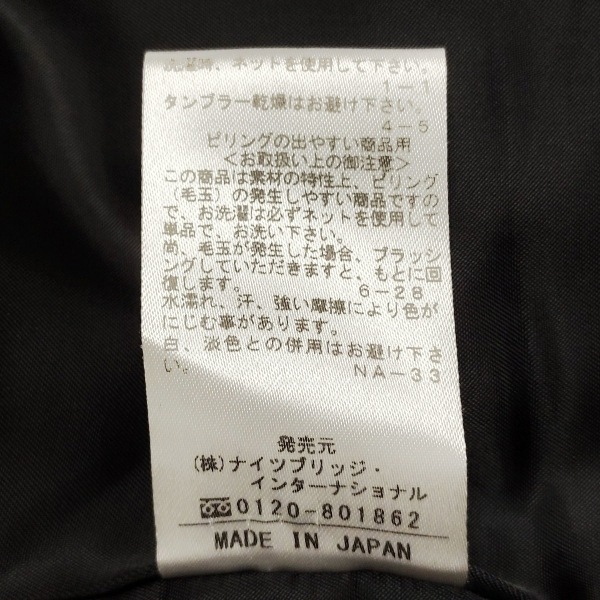 洗濯時、ネットを使用して下さい。
1-1
タンブラー乾燥はお避け下さい。
4-5
ピリングの出やすい商品用
<お取扱い上の御注意>
この商品は素材の特性上、ピリング
(毛玉)の発生しやすい商品ですの
で、お洗濯は必ずネットを使用して
単品で、お洗い下さい。
尚、毛玉が発生した場合、ブラッシ
ングしていただきますと、もとに回
復します。 6-28
水濡れ、汗、強い摩擦により色が
にじむ事があります。
白、淡色との併用はお避け下さ
い。 NA-33
発売元
(株)ナイツブリッジ・
インターナショナル
0120-801862
MADE IN JAPAN